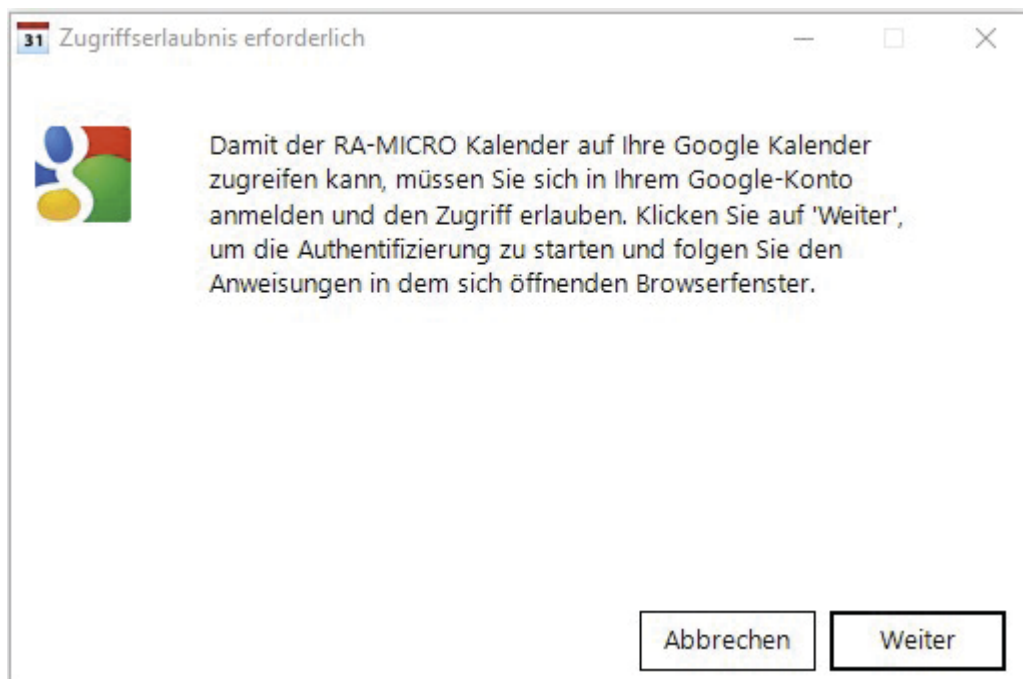 31 Zugriffserlaubnis erforderlich
Damit der RA-MICRO Kalender auf Ihre Google Kalender
zugreifen kann, müssen Sie sich in Ihrem Google-Konto
anmelden und den Zugriff erlauben. Klicken Sie auf 'Weiter',
um die Authentifizierung zu starten und folgen Sie den
Anweisungen in dem sich öffnenden Browserfenster.
Abbrechen Weiter